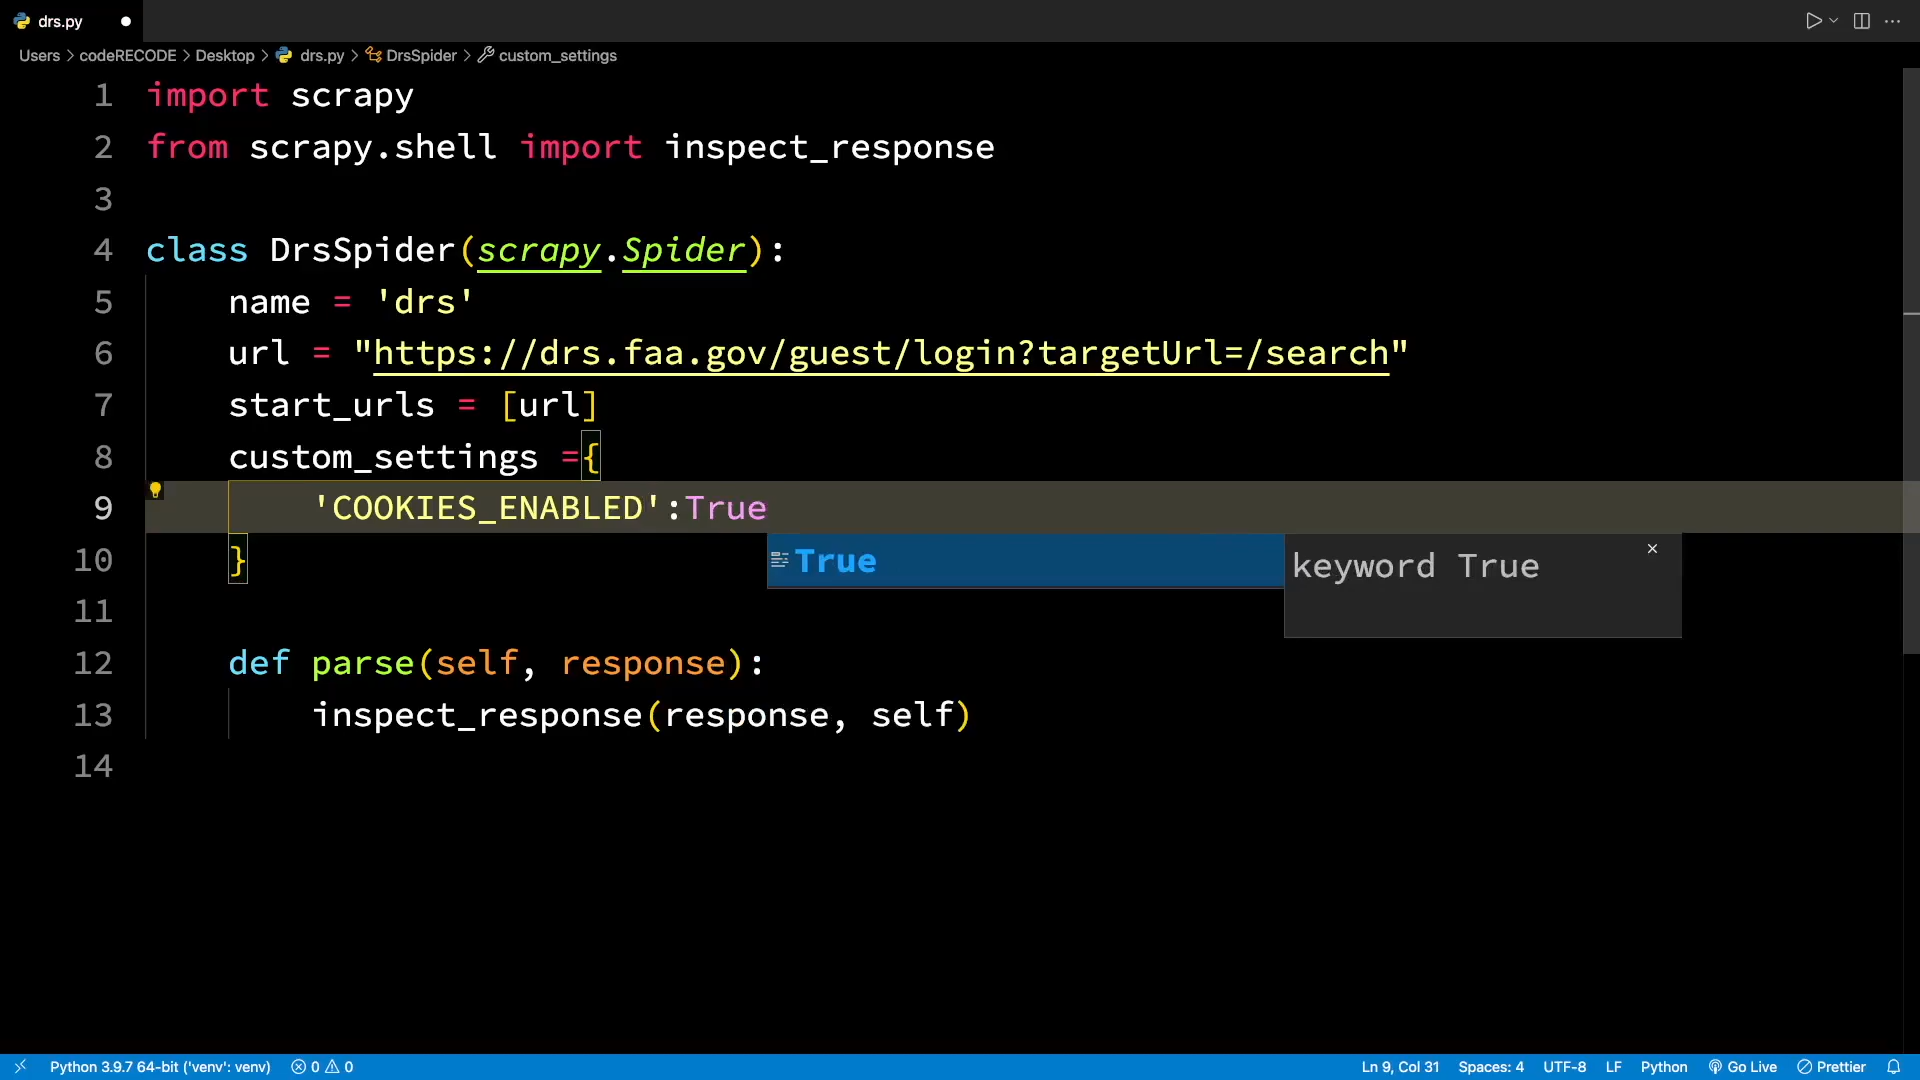 drs.py
Users > codeRECODE > Desktop > drs.py > DrsSpider > custom_settings
1 import scrapy
2 from scrapy.shell import inspect_response
3
4 class DrsSpider(scrapy.Spider):
5 name = 'drs'
6 url = "https://drs.faa.gov/guest/login?targetUrl=/search"
7 start_urls = [url]
8 custom_settings ={
9 'COOKIES_ENABLED':True
10 }
True
keyword True
11
12 def parse(self, response):
13 inspect_response(response, self)
14
Python 3.9.7 64-bit ('venv': venv) 0 0 Ln 9, Col 31 Spaces: 4 UTF-8 LF Python Go Live Prettier